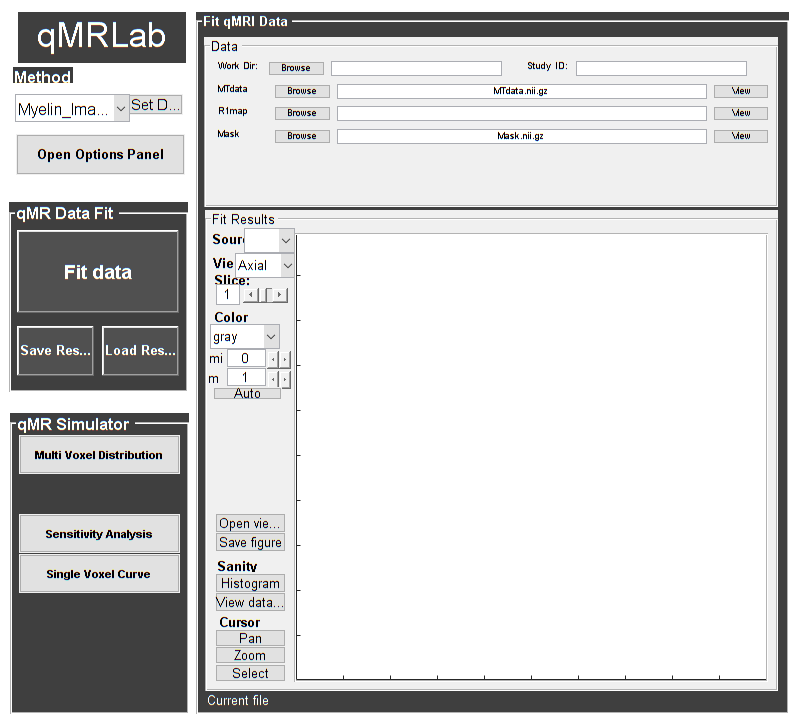 qMRLab
Method
Myelin_Ima...
Set D...
Open Options Panel
qMR Data Fit
Fit data
Save Res...
Load Res...
qMR Simulator
Multi Voxel Distribution
Sensitivity Analysis
Single Voxel Curve
Fit qMRI Data
Data
Work Dir: Browse Study ID:
MTdata Browse MTdata.nii.gz View
R1map Browse View
Mask Browse Mask.nii.gz View
Fit Results
Sour
Vie Axial
Slice:
1
Color
gray
mi 0
m 1
Auto
Open vie...
Save figure
Sanity
Histogram
View data...
Cursor
Pan
Zoom
Select
Current file